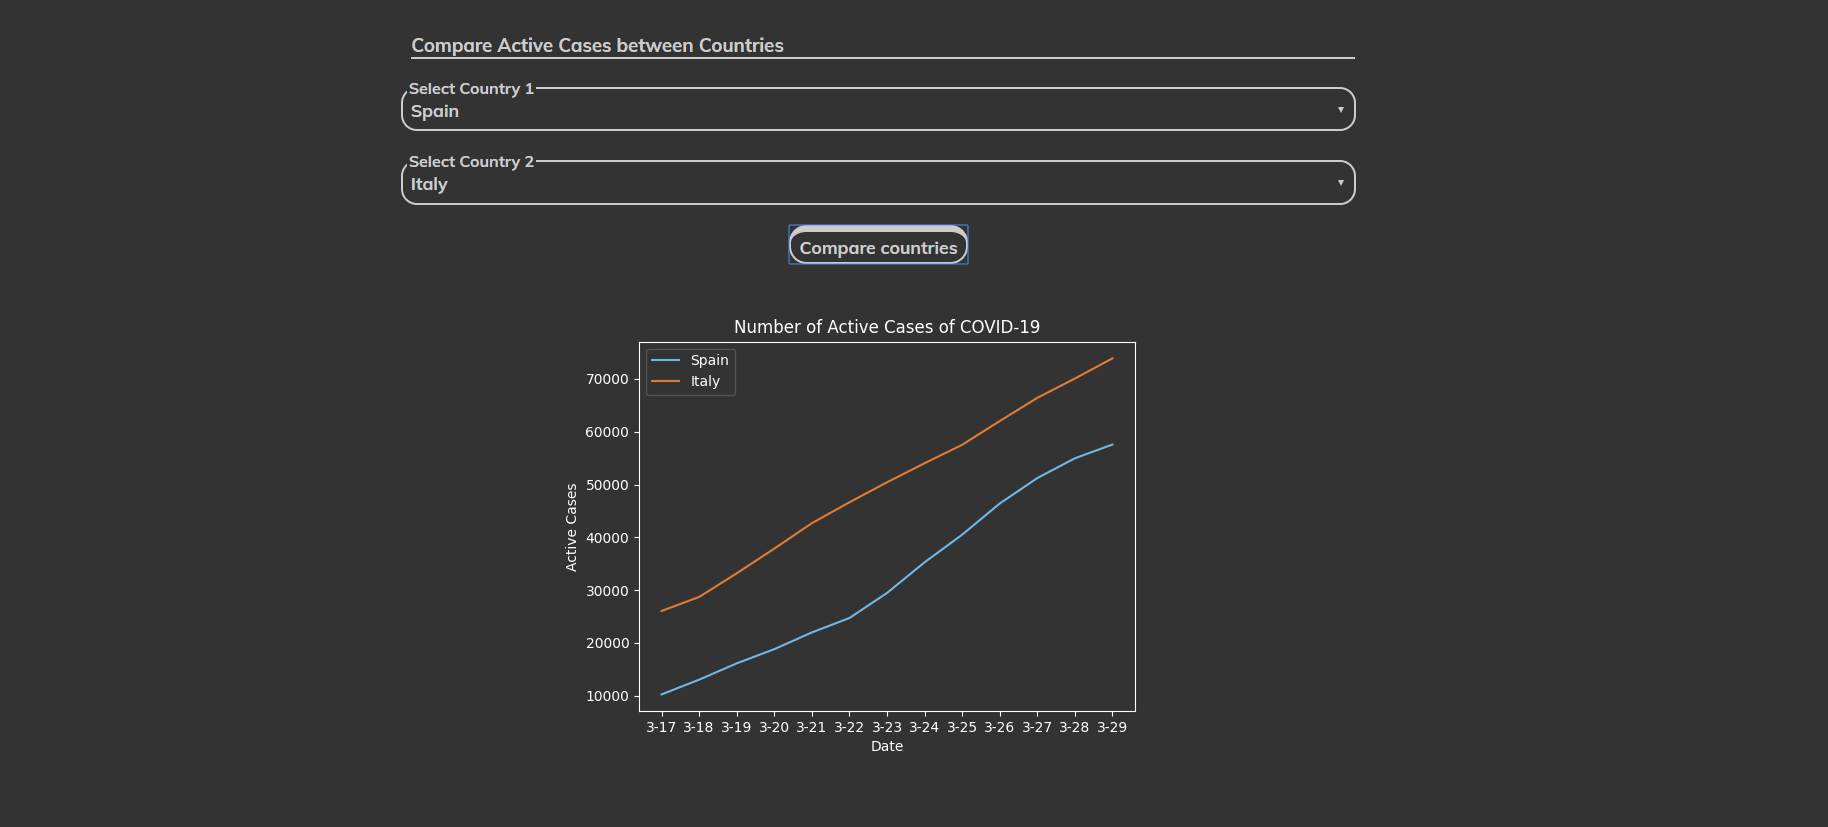 Compare Active Cases between Countries
Select Country 1
Spain
Select Country 2
Italy
Compare countries
Number of Active Cases of COVID-19
Spain
Italy
70000
60000
50000
40000
30000
20000
10000
Active Cases
3-17 3-18 3-19 3-20 3-21 3-22 3-23 3-24 3-25 3-26 3-27 3-28 3-29
Date